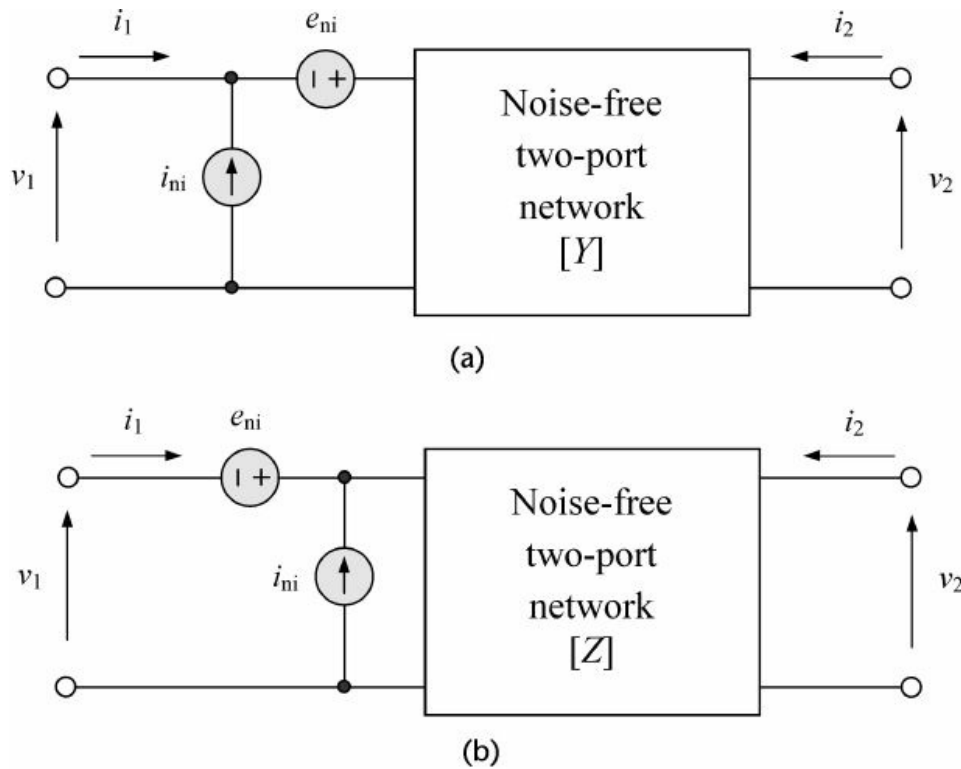 i1
eni
i2
v1
ini
Noise-free
two-port
network
[Y]
v2
(a)
i1
eni
i2
v1
ini
Noise-free
two-port
network
[Z]
v2
(b)